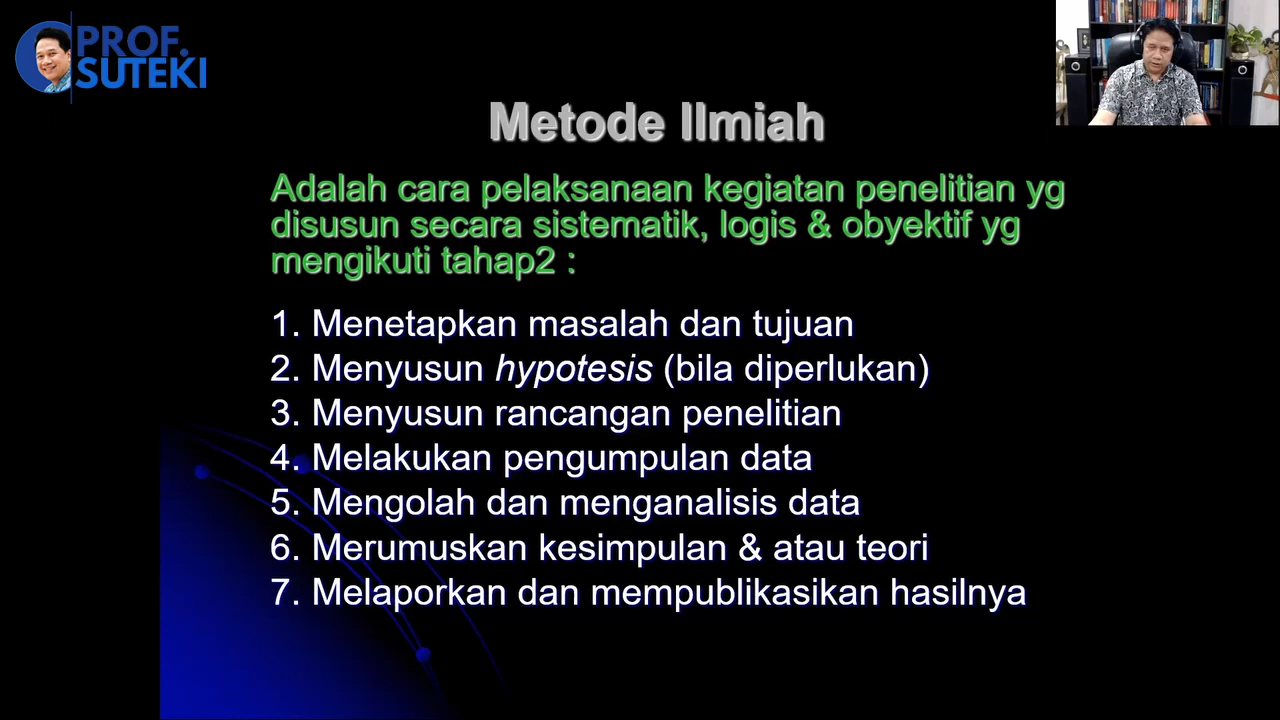 PROF.
SUTEKI
Metode Ilmiah
Adalah cara pelaksanaan kegiatan penelitian yg
disusun secara sistematik, logis & obyektif yg
mengikuti tahap2 :
1. Menetapkan masalah dan tujuan
2. Menyusun hypotesis (bila diperlukan)
3. Menyusun rancangan penelitian
4. Melakukan pengumpulan data
5. Mengolah dan menganalisis data
6. Merumuskan kesimpulan & atau teori
7. Melaporkan dan mempublikasikan hasilnya